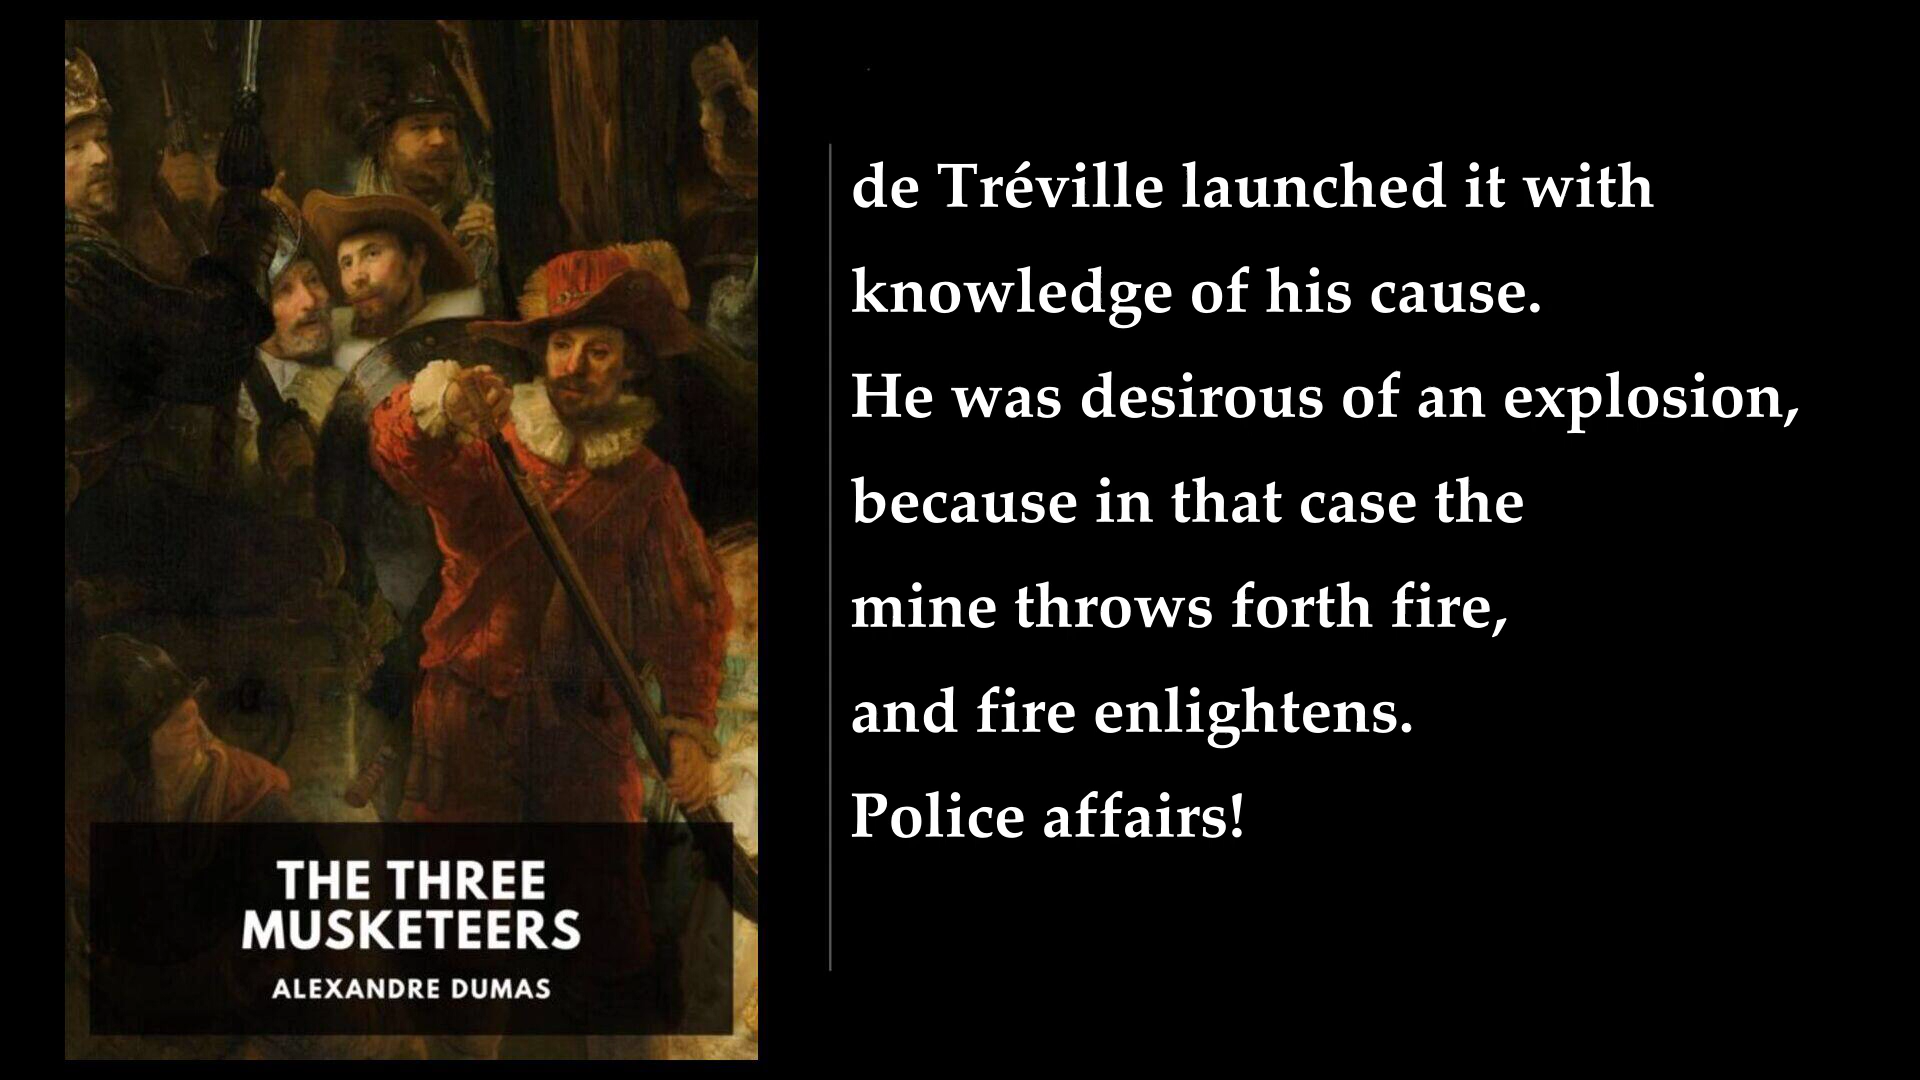 THE THREE
MUSKETEERS
ALEXANDRE DUMAS
de Tréville launched it with
knowledge of his cause.
He was desirous of an explosion,
because in that case the
mine throws forth fire,
and fire enlightens.
Police affairs!